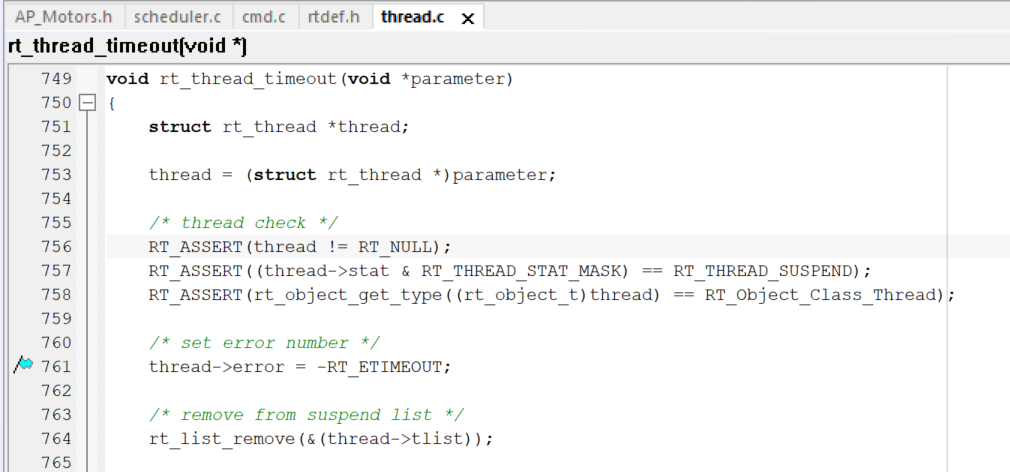 AP_Motors.h scheduler.c cmd.c rtdef.h thread.c ×
rt_thread_timeout(void *)
749 void rt_thread_timeout(void *parameter)
750 {
751     struct rt_thread *thread;
752
753     thread = (struct rt_thread *)parameter;
754
755     /* thread check */
756     RT_ASSERT(thread != RT_NULL);
757     RT_ASSERT((thread->stat & RT_THREAD_STAT_MASK) == RT_THREAD_SUSPEND);
758     RT_ASSERT(rt_object_get_type((rt_object_t)thread) == RT_Object_Class_Thread);
759
760     /* set error number */
761     thread->error = -RT_ETIMEOUT;
762
763     /* remove from suspend list */
764     rt_list_remove(&(thread->tlist));
765